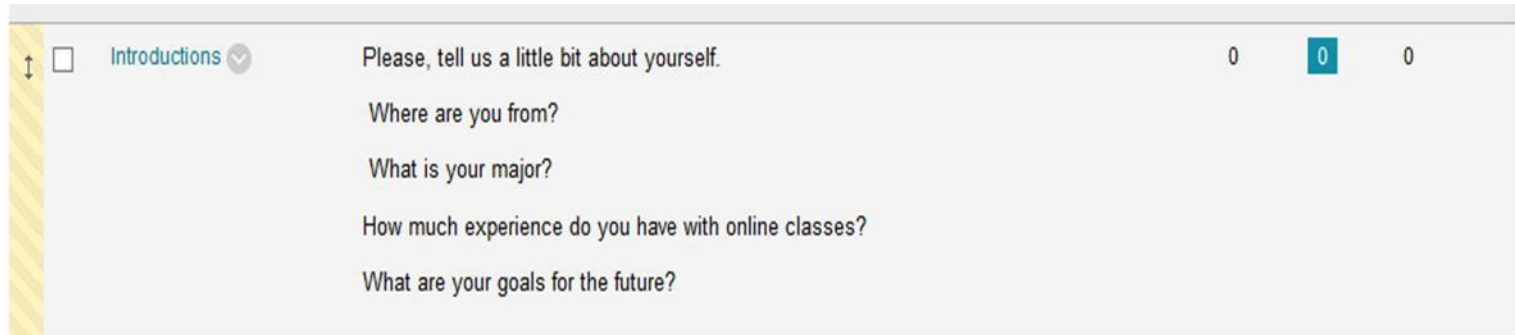 Introductions Please, tell us a little bit about yourself. 0 0 0
Where are you from?
What is your major?
How much experience do you have with online classes?
What are your goals for the future?